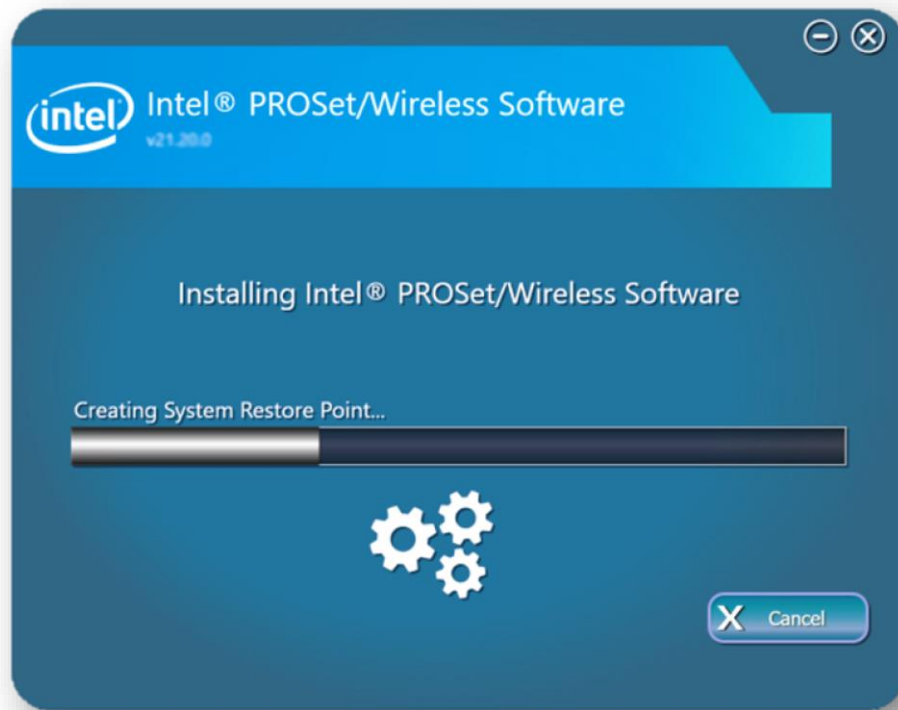 intel
Intel® PROSet/Wireless Software
v21.20.0
Installing Intel® PROSet/Wireless Software
Creating System Restore Point...
X Cancel